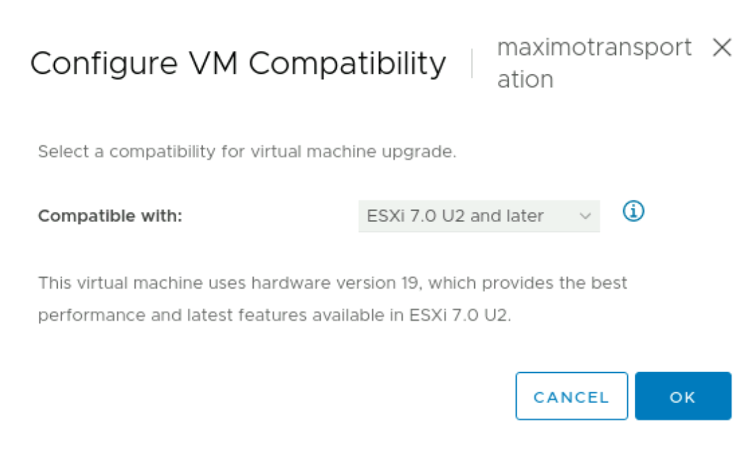 Configure VM Compatibility
maximotransport
ation
Select a compatibility for virtual machine upgrade.
Compatible with:
ESXi 7.0 U2 and later
This virtual machine uses hardware version 19, which provides the best
performance and latest features available in ESXi 7.0 U2.
CANCEL
OK